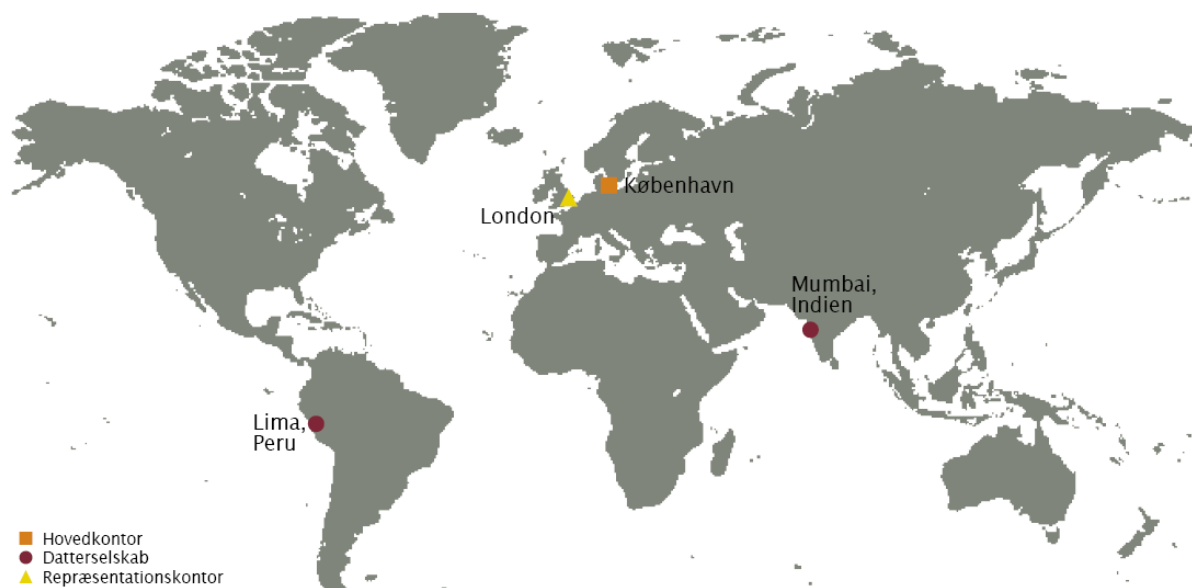 København
London
Mumbai,
Indien
Lima,
Peru
Hovedkontor
Datterselskab
Repræsentationskontor